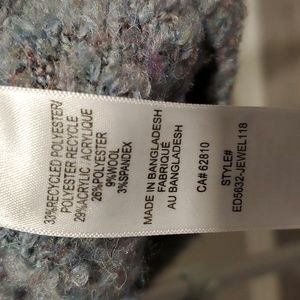 33%RECYCLED POLYESTER/
POLYESTER RECYCLE
29%ACRYLIC / ACRYLIQUE
26%POLYESTER
9%WOOL
3%SPANDEX
MADE IN BANGLADESH
FABRIQUÉ
AU BANGLADESH
CA# 62810
STYLE#
ED5632-JEWEL118